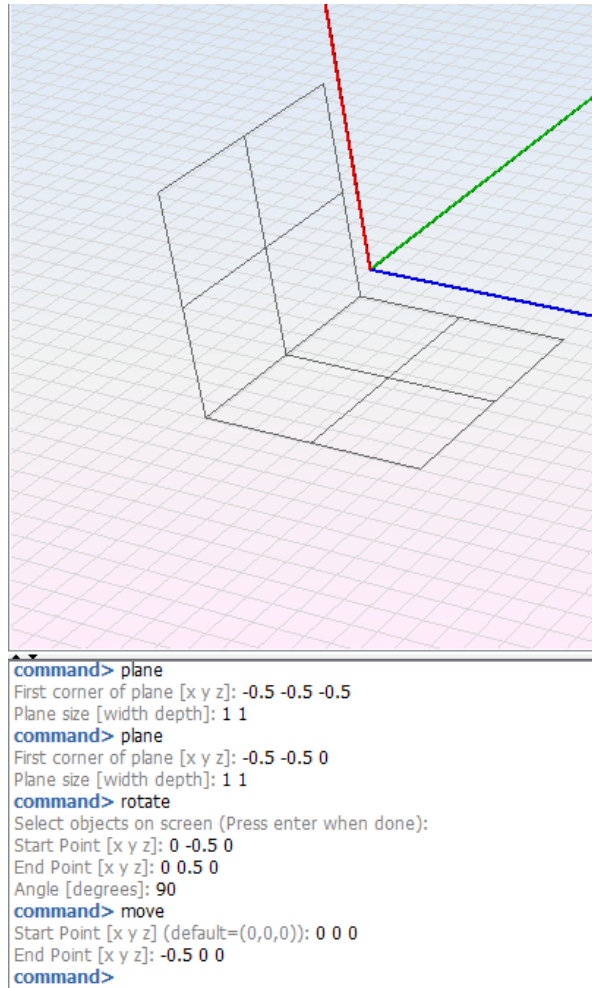 command> plane
First corner of plane [x y z]: -0.5 -0.5 -0.5
Plane size [width depth]: 1 1
command> plane
First corner of plane [x y z]: -0.5 -0.5 0
Plane size [width depth]: 1 1
command> rotate
Select objects on screen (Press enter when done):
Start Point [x y z]: 0 -0.5 0
End Point [x y z]: 0 0.5 0
Angle [degrees]: 90
command> move
Start Point [x y z] (default=(0,0,0)): 0 0 0
End Point [x y z]: -0.5 0 0
command>